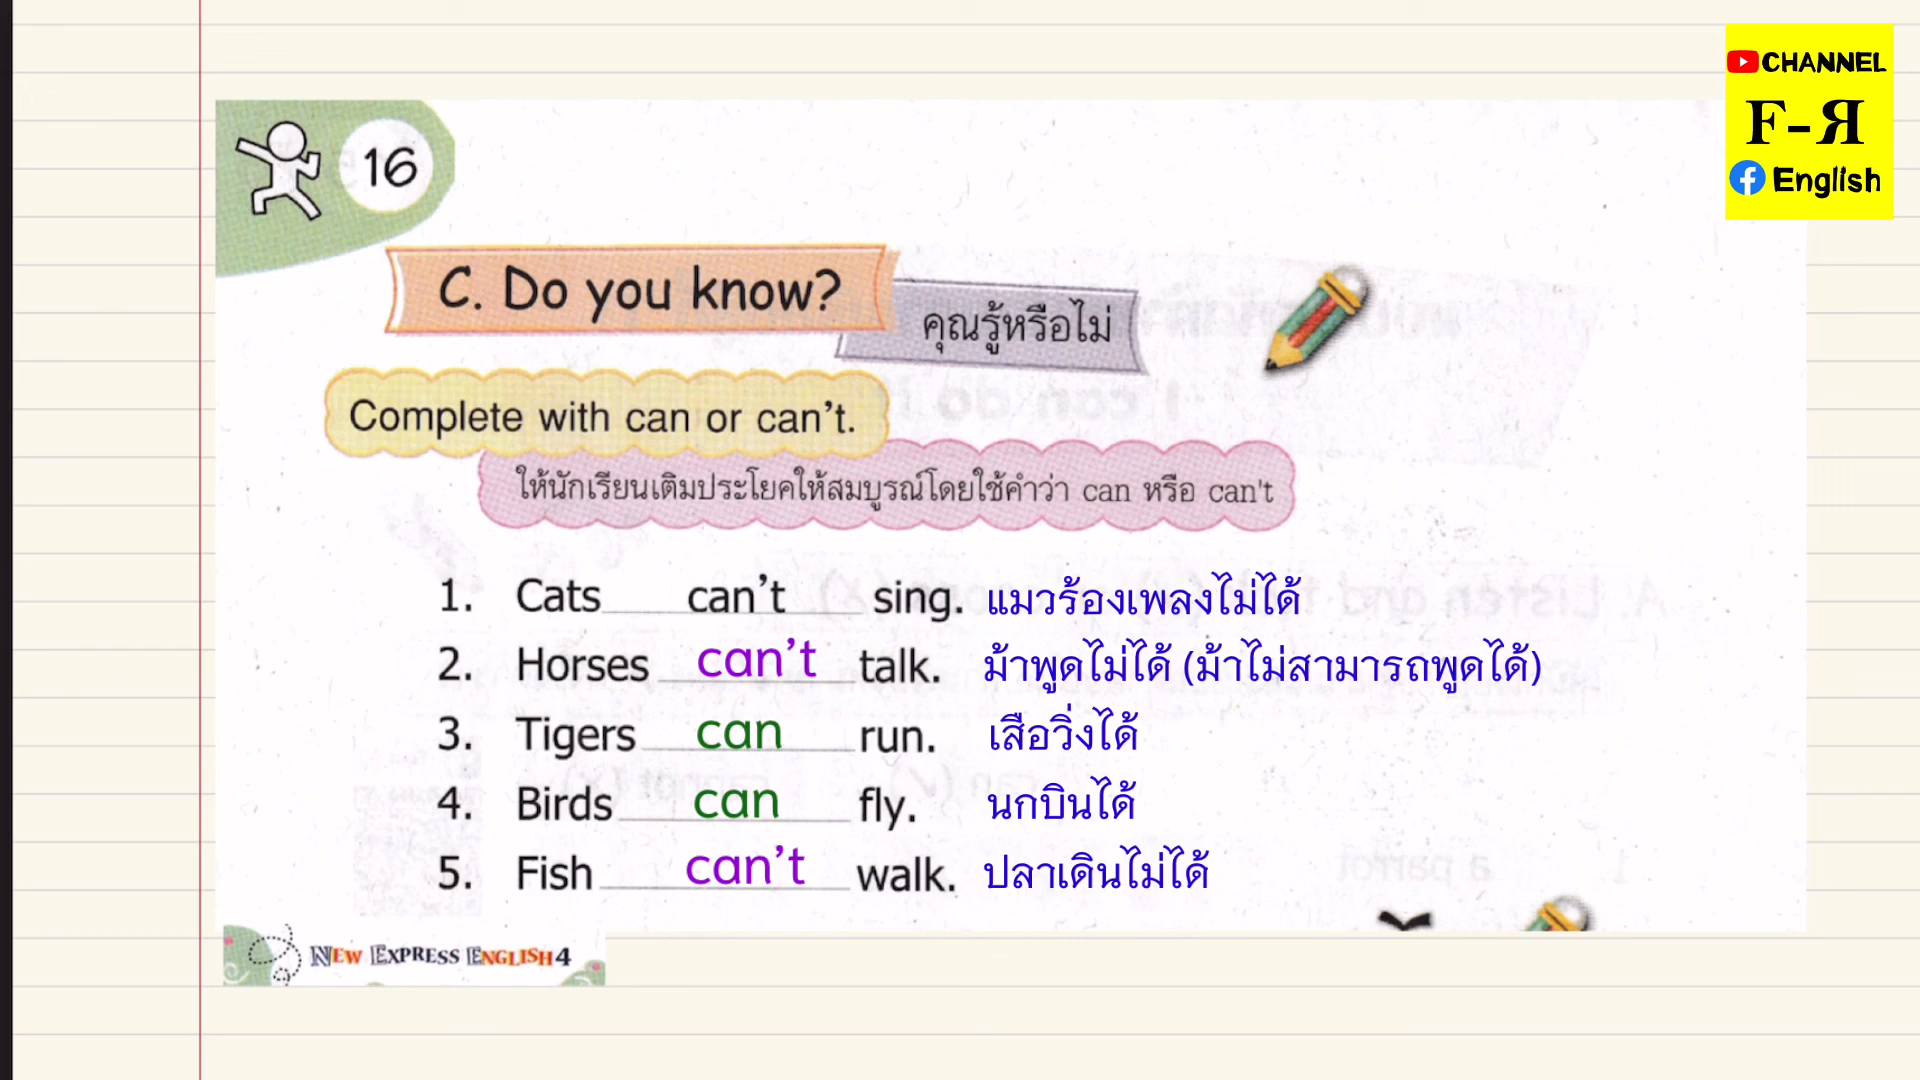 CHANNEL
F-Я
English
16
C. Do you know?
คุณรู้หรือไม่
Complete with can or can't.
ให้นักเรียนเติมประโยคให้สมบูรณ์โดยใช้คำว่า can หรือ can't
1. Cats can't sing. แมวร้องเพลงไม่ได้
2. Horses can't talk. ม้าพูดไม่ได้ (ม้าไม่สามารถพูดได้)
3. Tigers can run. เสือวิ่งได้
4. Birds can fly. นกบินได้
5. Fish can't walk. ปลาเดินไม่ได้
NEW EXPRESS ENGLISH 4